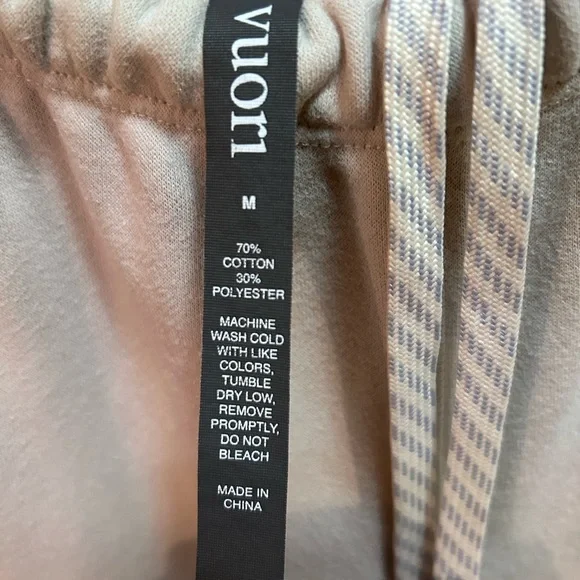 vuori
M
70%
COTTON
30%
POLYESTER
MACHINE
WASH COLD
WITH LIKE
COLORS,
TUMBLE
DRY LOW,
REMOVE
PROMPTLY,
DO NOT
BLEACH
MADE IN
CHINA